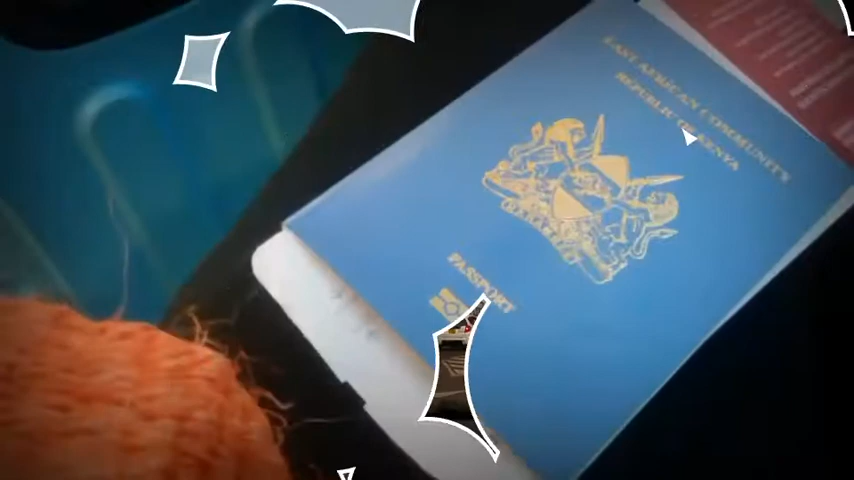 EAST AFRICAN COMMUNITY
REPUBLIC OF KENYA
PASSPORT